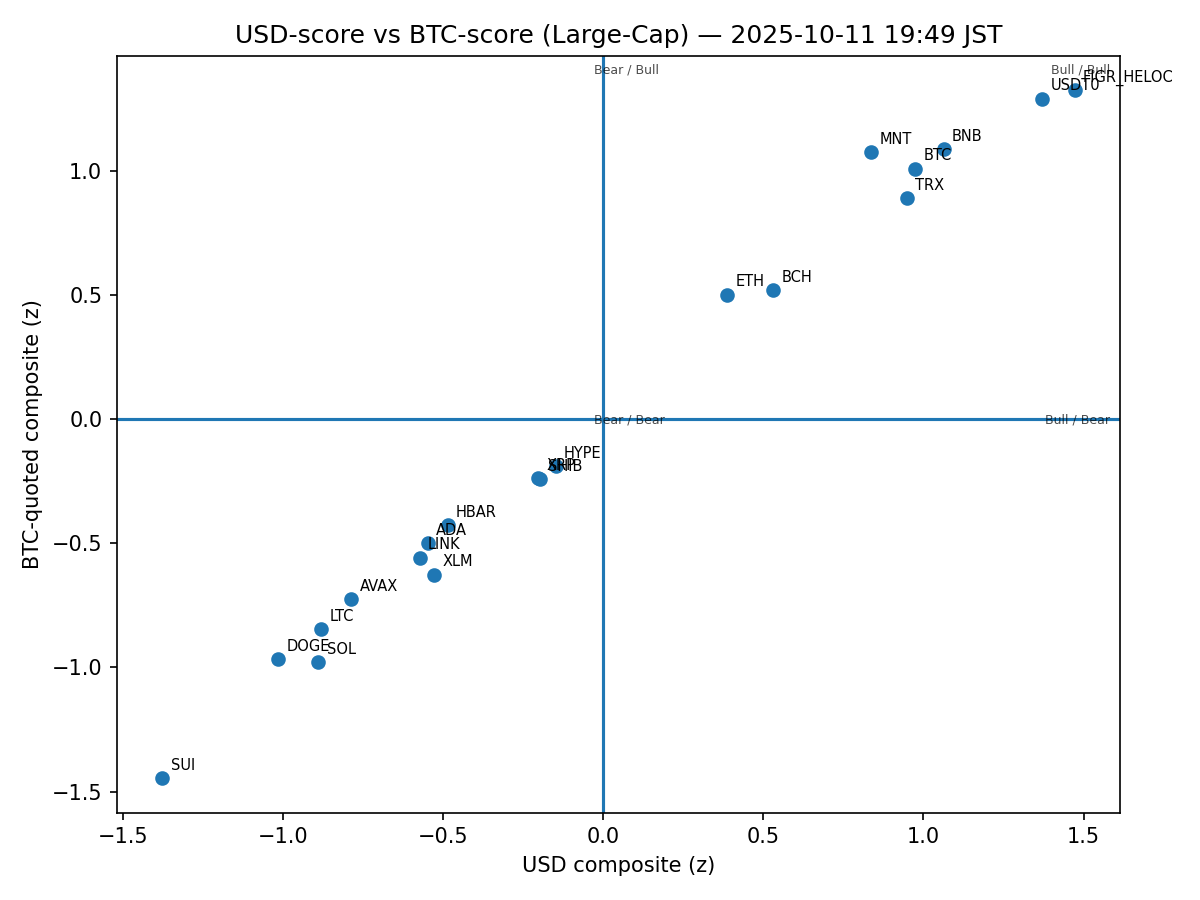 USD-score vs BTC-score (Large-Cap) — 2025-10-11 19:49 JST
Bear / Bull
Bull / Bull
FIGR_HELOC
USDT0
MNT
BNB
BTC
TRX
ETH
BCH
Bear / Bear
Bull / Bear
HYPE
XRP
SHIB
HBAR
ADA
LINK
XLM
AVAX
LTC
DOGE
SOL
SUI
1.0
0.5
0.0
−0.5
−1.0
−1.5
BTC-quoted composite (z)
−1.5
−1.0
−0.5
0.0
0.5
1.0
1.5
USD composite (z)